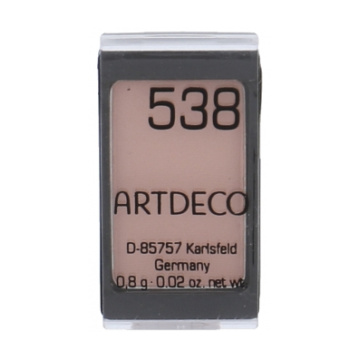 538
ARTDECO
D-85757 Karlsfeld
Germany
0,8 g · 0.02 oz. net wt.